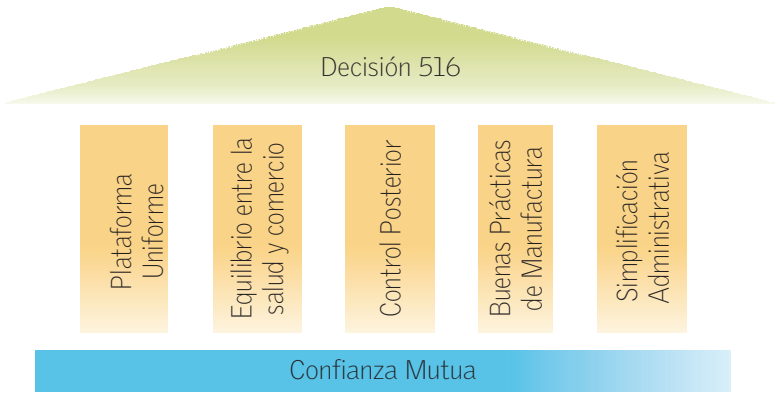 Decisión 516
Plataforma
Uniforme
Equilibrio entre la
salud y comercio
Control Posterior
Buenas Prácticas
de Manufactura
Simplificación
Administrativa
Confianza Mutua